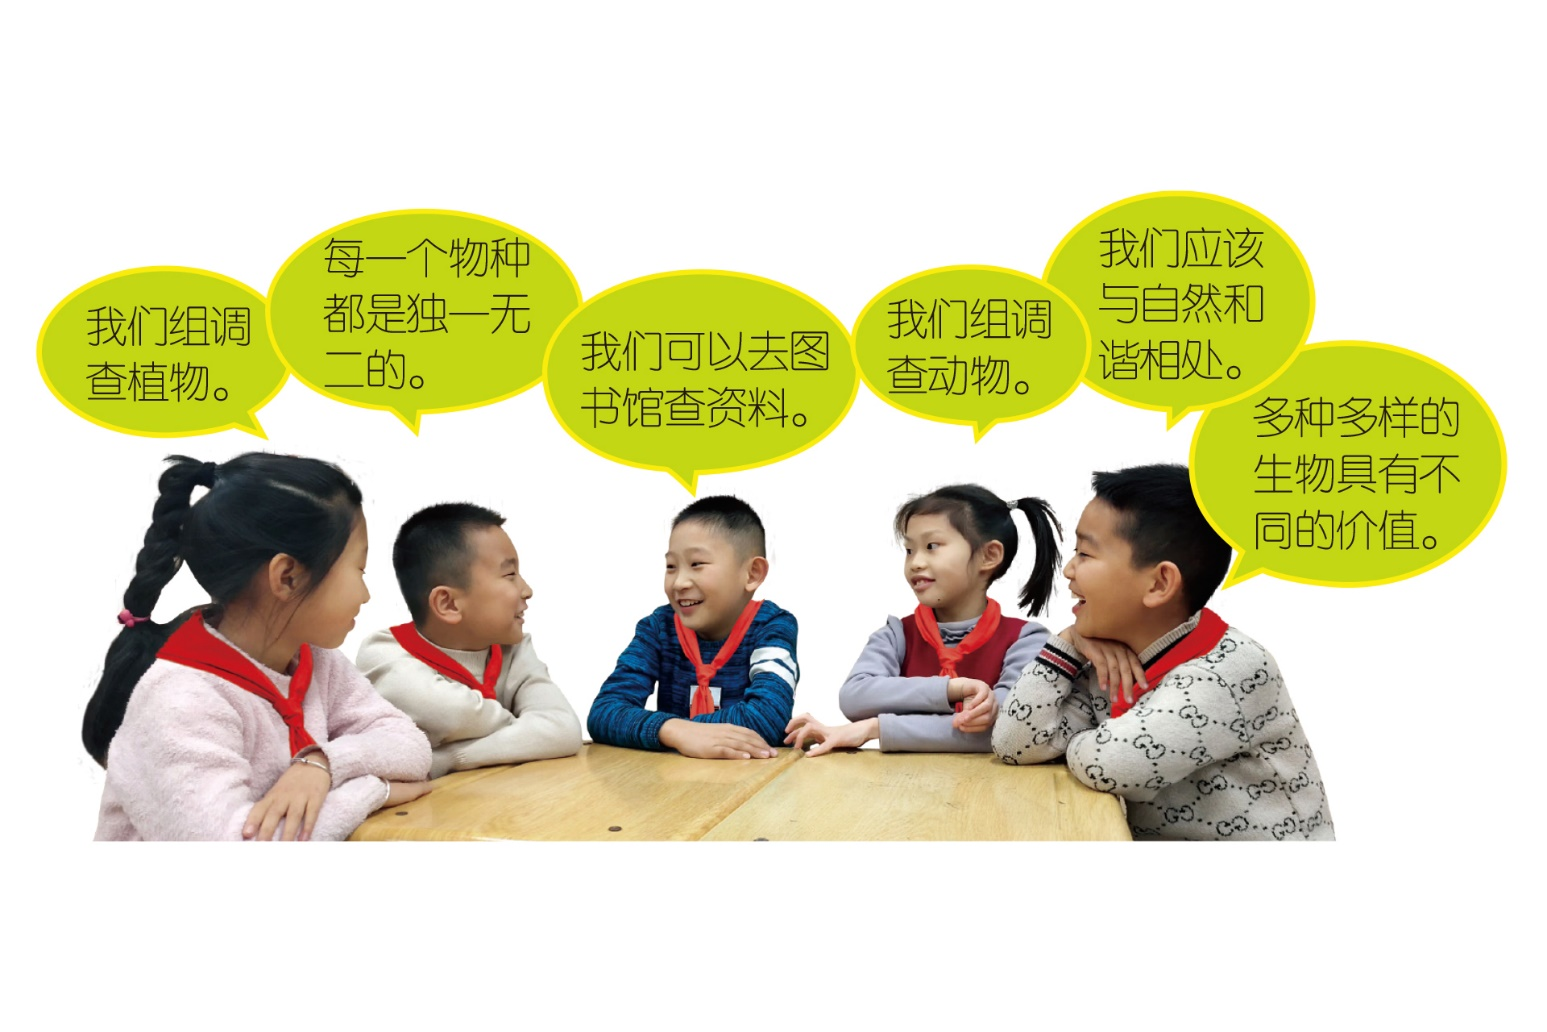 我们组调
查植物。
每一个物种
都是独一无
二的。
我们可以去图
书馆查资料。
我们组调
查动物。
我们应该
与自然和
谐相处。
多种多样的
生物具有不
同的价值。